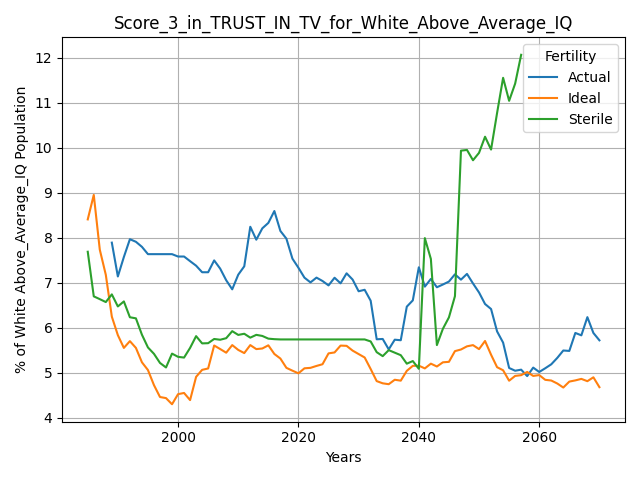 Score_3_in_TRUST_IN_TV_for_White_Above_Average_IQ
% of White Above_Average_IQ Population
12
11
10
9
8
7
6
5
4
Fertility
Actual
Ideal
Sterile
2000
2020
2040
2060
Years